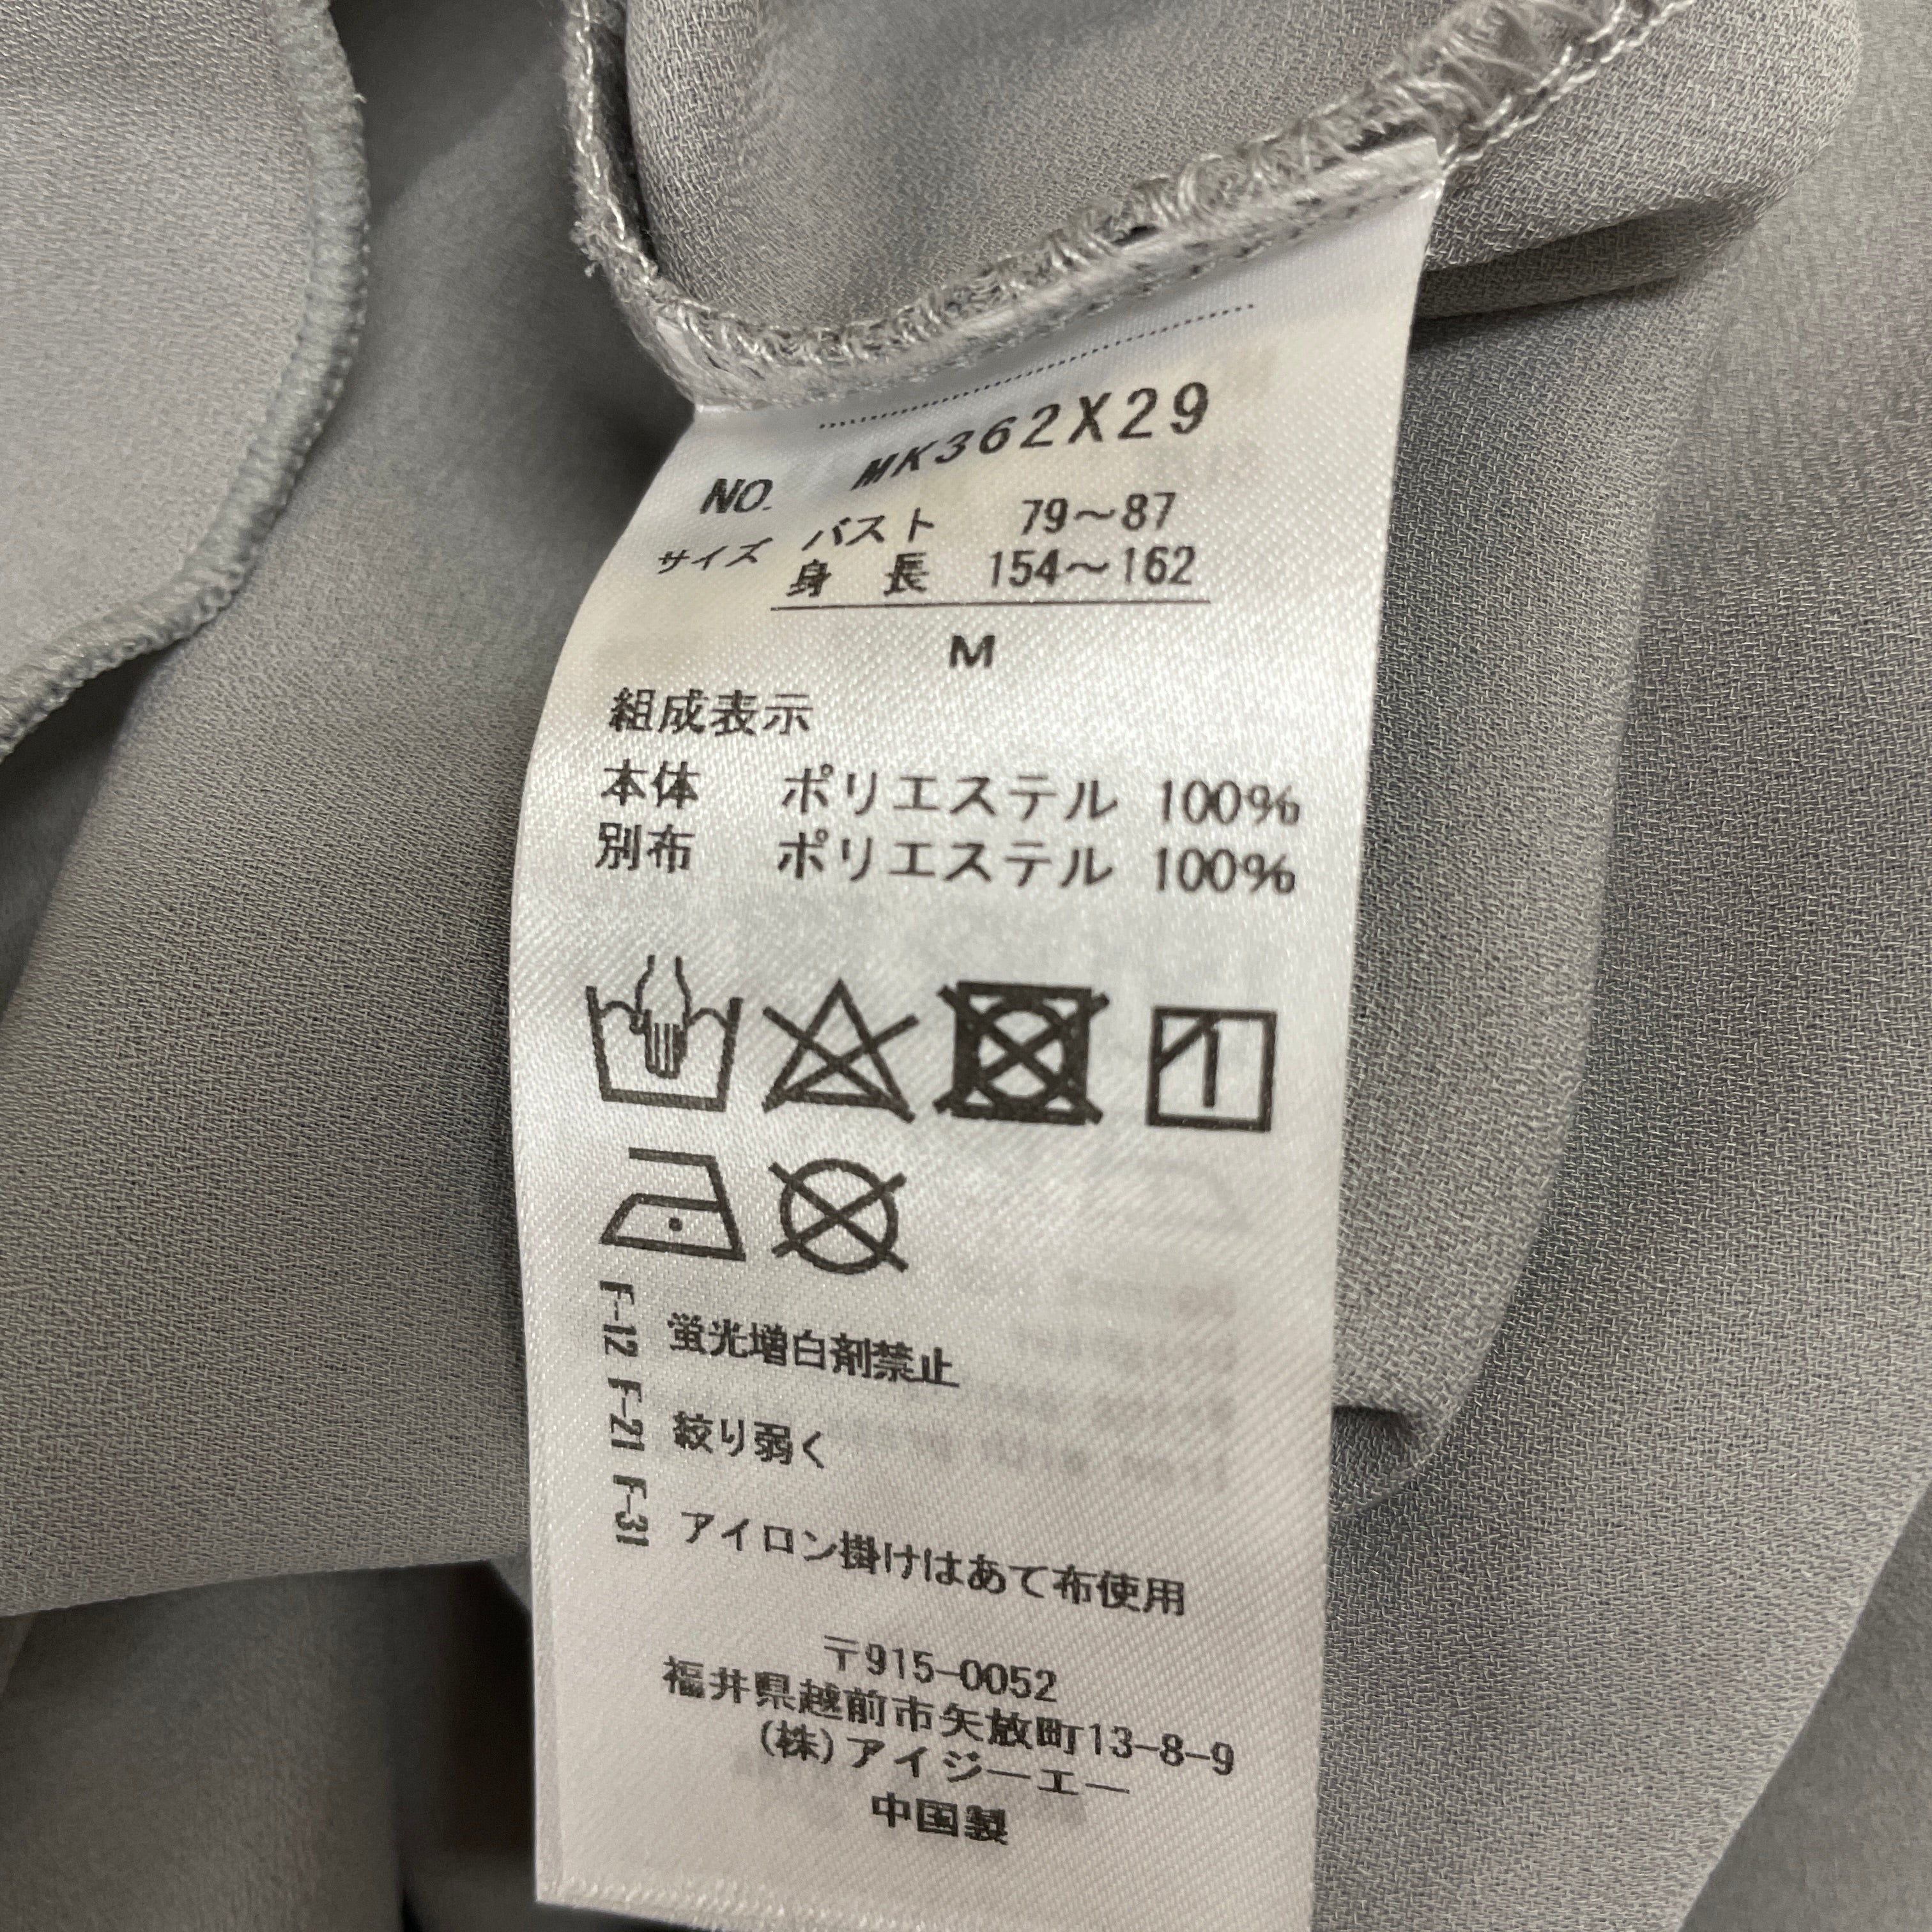 NO. MK362X29
サイズ バスト 79～87
身 長 154～162
M
組成表示
本体 ポリエステル 100%
別布 ポリエステル 100%
F-12 蛍光増白剤禁止
F-21 絞り弱く
F-31 アイロン掛けはあて布使用
〒915-0052
福井県越前市矢放町13-8-9
(株)アイジーエー
中国製